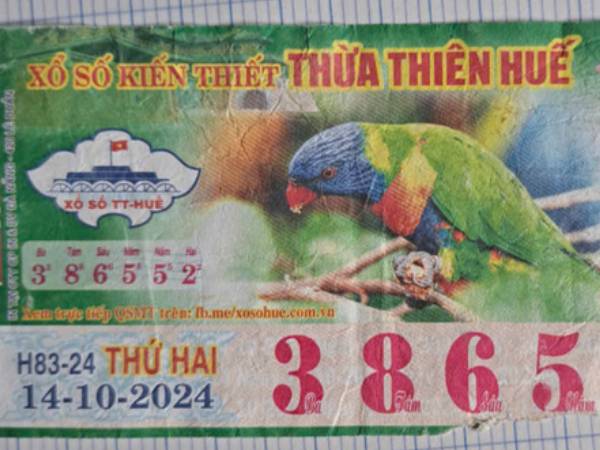 XỔ SỐ KIẾN THIẾT THỪA THIÊN HUẾ
XỔ SỐ TT-HUẾ
Ba Tám Sáu Năm Năm Hai
3 8 6 5 5 2
Xem trực tiếp QSMT trên: fb.me/xosohue.com.vn
H83-24 THỨ HAI
14-10-2024
3 8 6 5
Ba Tám Sáu Năm